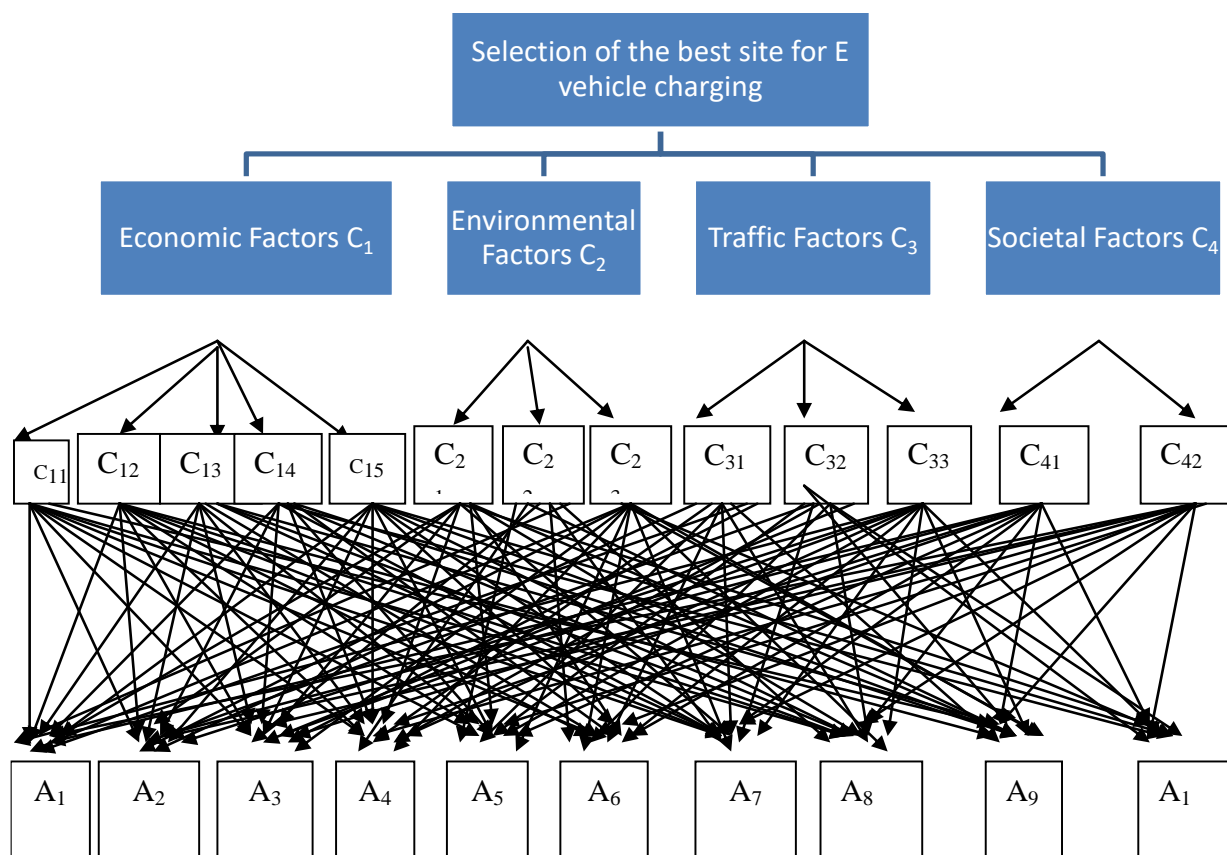 Selection of the best site for E
vehicle charging
Economic Factors C₁
Environmental
Factors C₂
Traffic Factors C₃
Societal Factors C₄
C₁₁ C₁₂ C₁₃ C₁₄ C₁₅ C₂ C₂ C₂ C₃₁ C₃₂ C₃₃ C₄₁ C₄₂
A₁ A₂ A₃ A₄ A₅ A₆ A₇ A₈ A₉ A₁